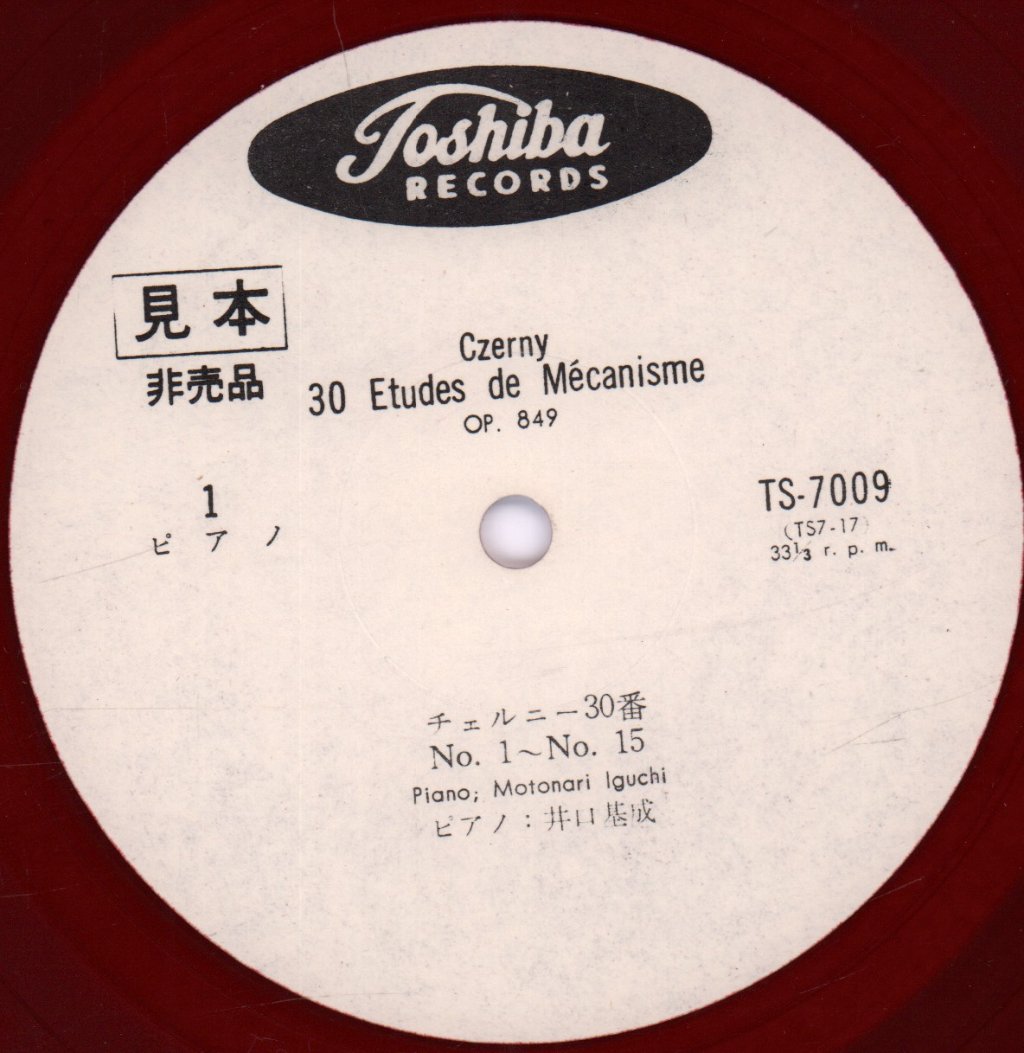 Toshiba
RECORDS
見本
非売品
Czerny
30 Etudes de Mécanisme
OP. 849
1
ピアノ
TS-7009
(TS7-17)
33⅓ r. p. m.
チェルニー30番
No. 1~No. 15
Piano; Motonari Iguchi
ピアノ:井口基成